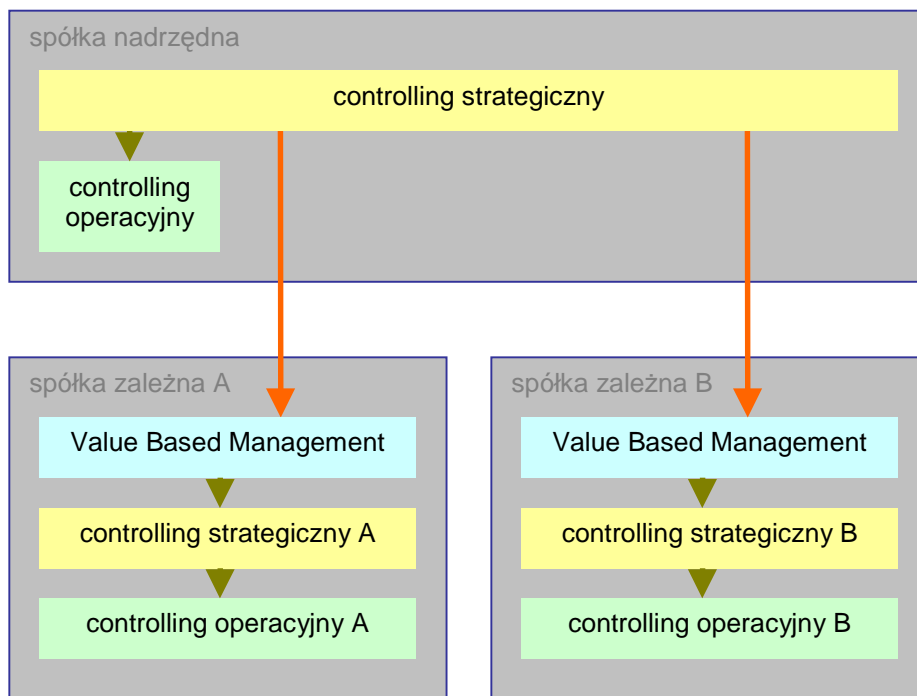 spółka nadrzędna
controlling strategiczny
controlling
operacyjny
spółka zależna A
Value Based Management
controlling strategiczny A
controlling operacyjny A
spółka zależna B
Value Based Management
controlling strategiczny B
controlling operacyjny B